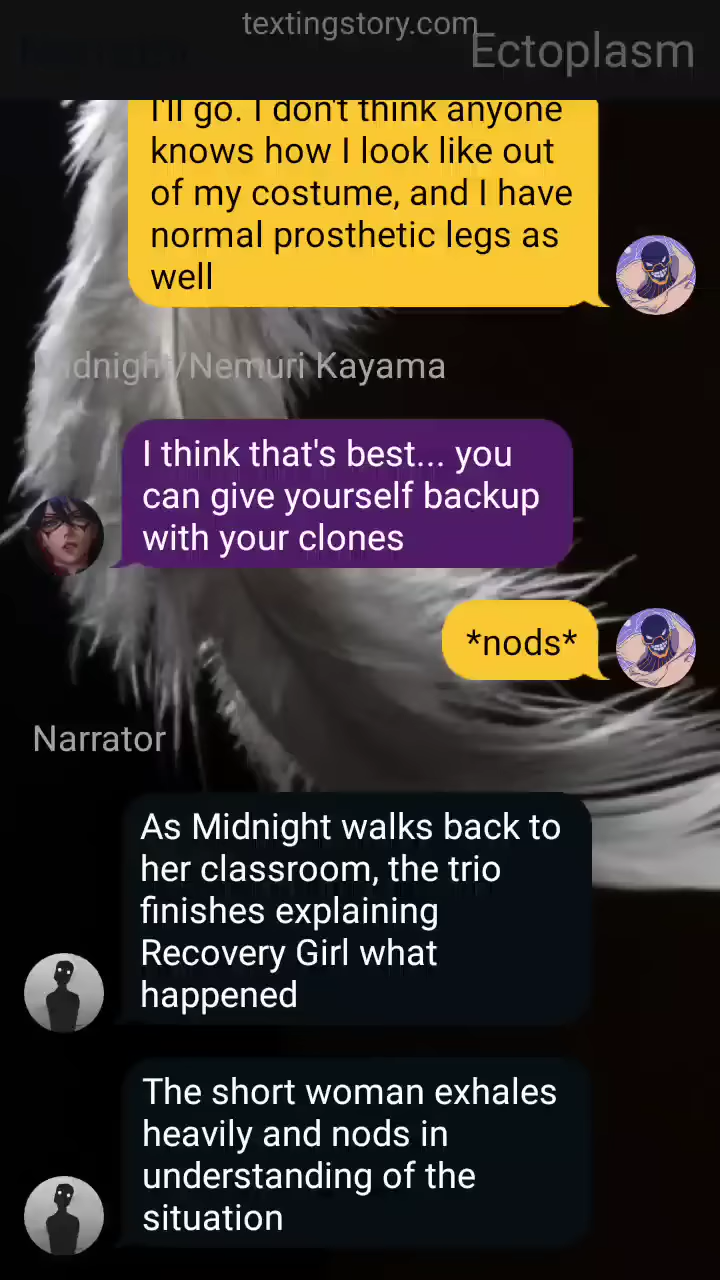 textingstory.com
Ectoplasm
I'll go. I don't think anyone
knows how I look like out
of my costume, and I have
normal prosthetic legs as
well
Midnight/Nemuri Kayama
I think that's best... you
can give yourself backup
with your clones
*nods*
Narrator
As Midnight walks back to
her classroom, the trio
finishes explaining
Recovery Girl what
happened
The short woman exhales
heavily and nods in
understanding of the
situation